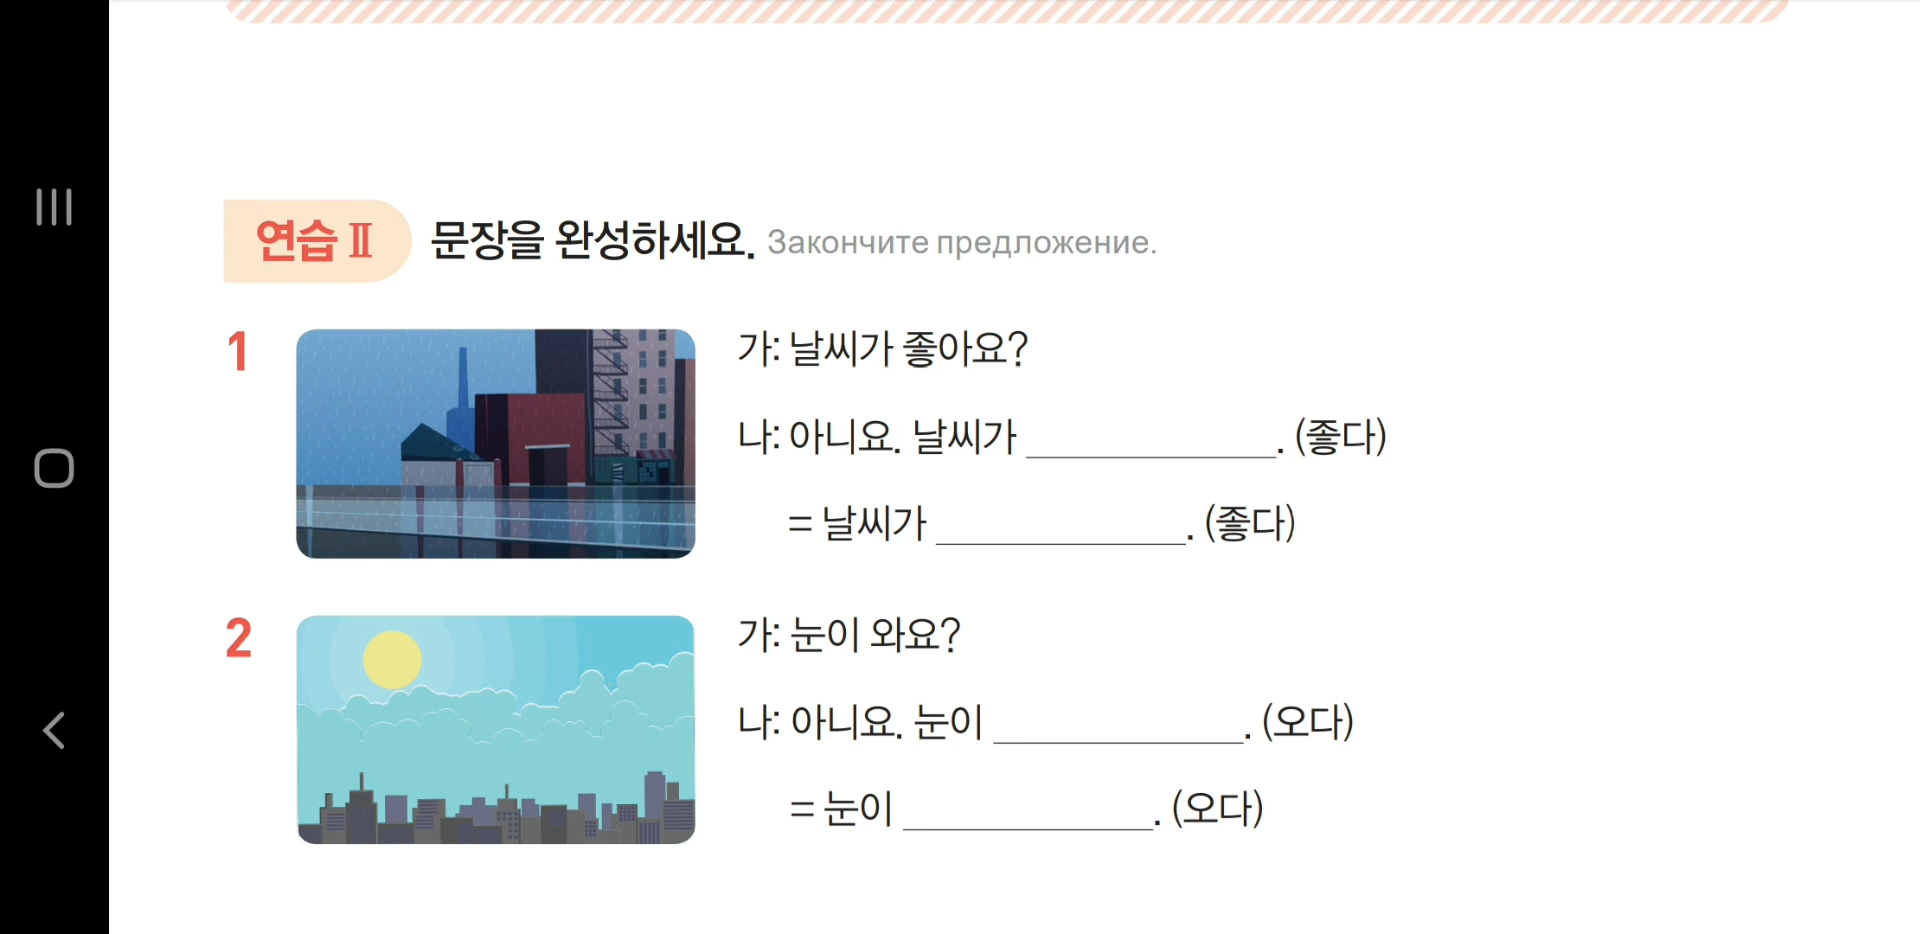 연습 Ⅱ 문장을 완성하세요. Закончите предложение.
1
가: 날씨가 좋아요?
나: 아니요. 날씨가 ____________. (좋다)
= 날씨가 ____________. (좋다)
2
가: 눈이 와요?
나: 아니요. 눈이 ____________. (오다)
= 눈이 ____________. (오다)